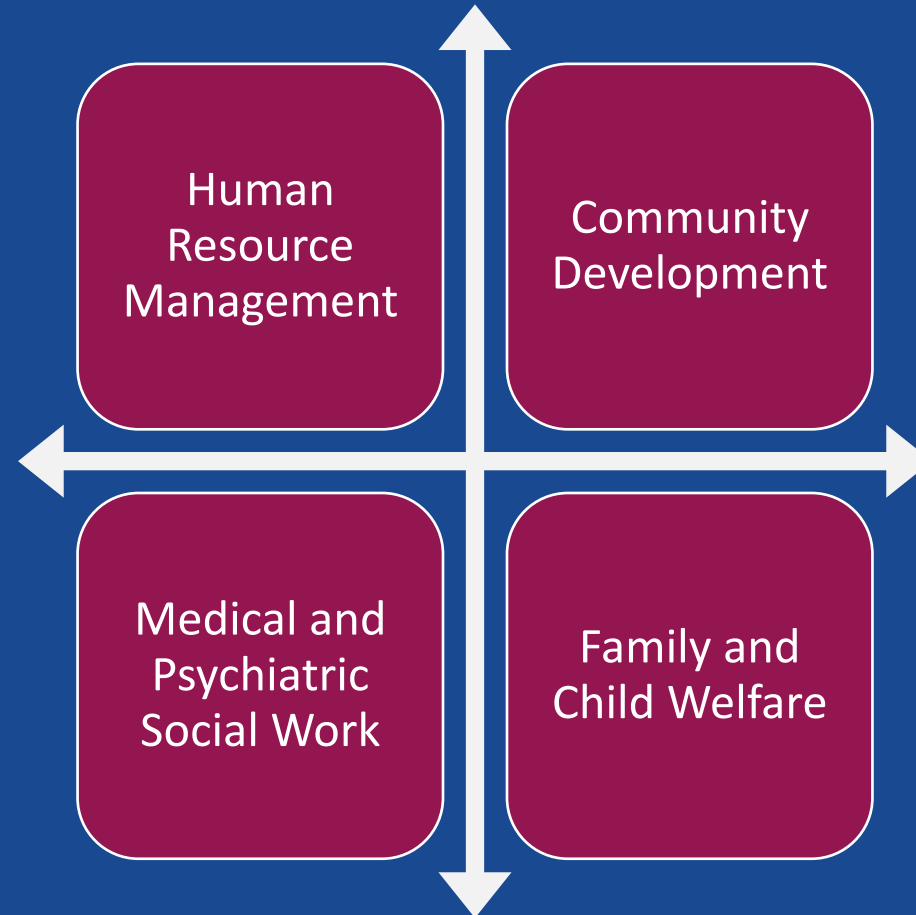 Human
Resource
Management
Community
Development
Medical and
Psychiatric
Social Work
Family and
Child Welfare